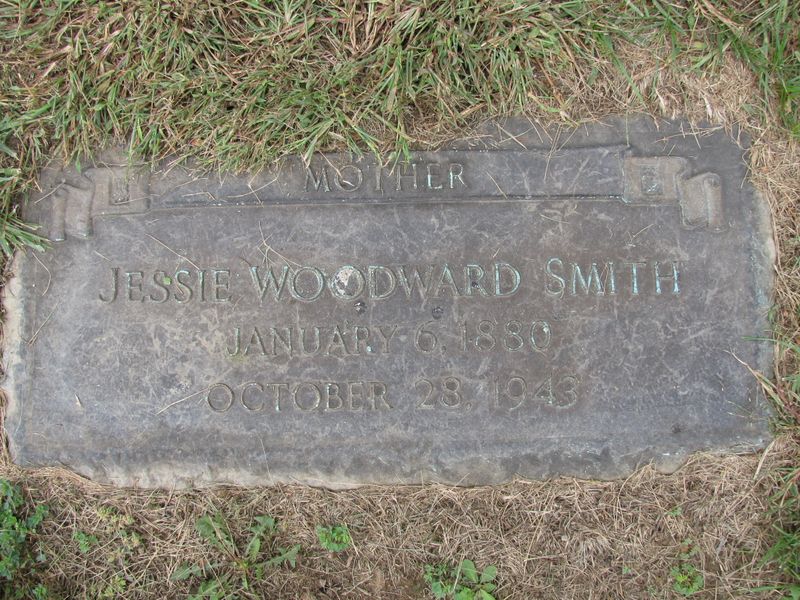 MOTHER
JESSIE WOODWARD SMITH
JANUARY 6, 1880
OCTOBER 28, 1943